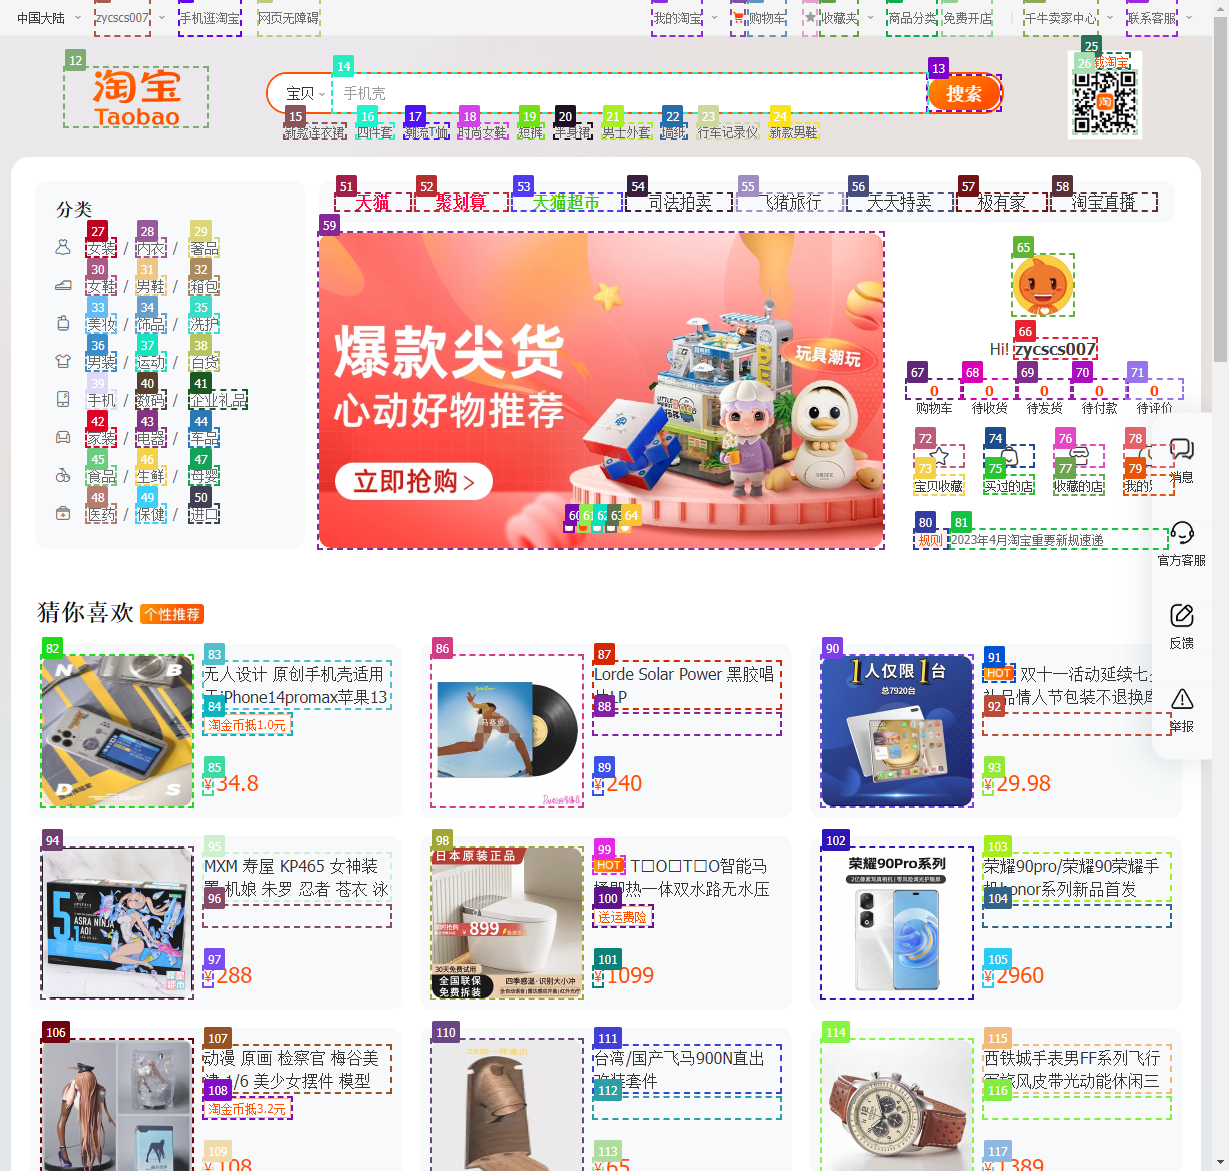 中国大陆
zycscs007
手机逛淘宝
网页无障碍
我的淘宝
购物车
收藏夹
商品分类
免费开店
千牛卖家中心
联系客服
12
淘宝
Taobao
宝贝
14
手机壳
13
搜索
25
26
淘宝
15 16 17 18 19 20 21 22 23 24
新款连衣裙
四件套
潮流T恤
时尚女鞋
短裤
半身裙
男士外套
墙纸
行车记录仪
新款男鞋
分类
27 28 29
女装 / 内衣 / 奢品
30 31 32
女鞋 / 男鞋 / 箱包
33 34 35
美妆 / 饰品 / 洗护
36 37 38
男装 / 运动 / 百货
39 40 41
手机 / 数码 / 企业礼品
42 43 44
家装 / 电器 / 车品
45 46 47
食品 / 生鲜 / 母婴
48 49 50
医药 / 保健 / 进口
51 52 53 54 55 56 57 58
天猫
聚划算
天猫超市
司法拍卖
飞猪旅行
天天特卖
极有家
淘宝直播
59
爆款尖货
心动好物推荐
立即抢购 >
玩具潮玩
60 61 62 63 64
65
66
Hi! zycscs007
67 68 69 70 71
0 0 0 0 0
购物车 待收货 待发货 待付款 待评价
72 74 76 78
73 75 77 79
宝贝收藏 买过的店 收藏的店 我的
80 81
规则 2023年4月淘宝重要新规速递
消息
官方客服
反馈
举报
猜你喜欢 个性推荐
82
N B
D S
83
无人设计 原创手机壳适用
iPhone14promax苹果13
84
淘金币抵1.0元
85
¥34.8
86
87
Lorde Solar Power 黑胶唱
LP
88
89
¥240
90
1人仅限1台
总7920台
91
HOT 双十一活动延续七
礼品情人节包装不退换
92
93
¥29.98
94
5
ASRA NINJA
AOI
95
MXM 寿屋 KP465 女神装
机娘 朱罗 忍者 苍衣 泳
96
97
¥288
98
日本原装正品
899
30天免费试用
全国联保
免费拆装
四季感温·识别大小冲
99
HOT T□O□T□O智能马
即热一体双水路无水压
100
送运费险
101
¥1099
102
荣耀90Pro系列
103
荣耀90pro/荣耀90荣耀手
机honor系列新品首发
104
105
¥2960
106
107
动漫 原画 检察官 梅谷美
1/6 美少女摆件 模型
108
淘金币抵3.2元
109
¥108
110
111
台湾/国产飞马900N直出
改装套件
112
113
¥65
114
115
西铁城手表男FF系列飞行
军旅风皮带光动能休闲三
116
117
¥1389